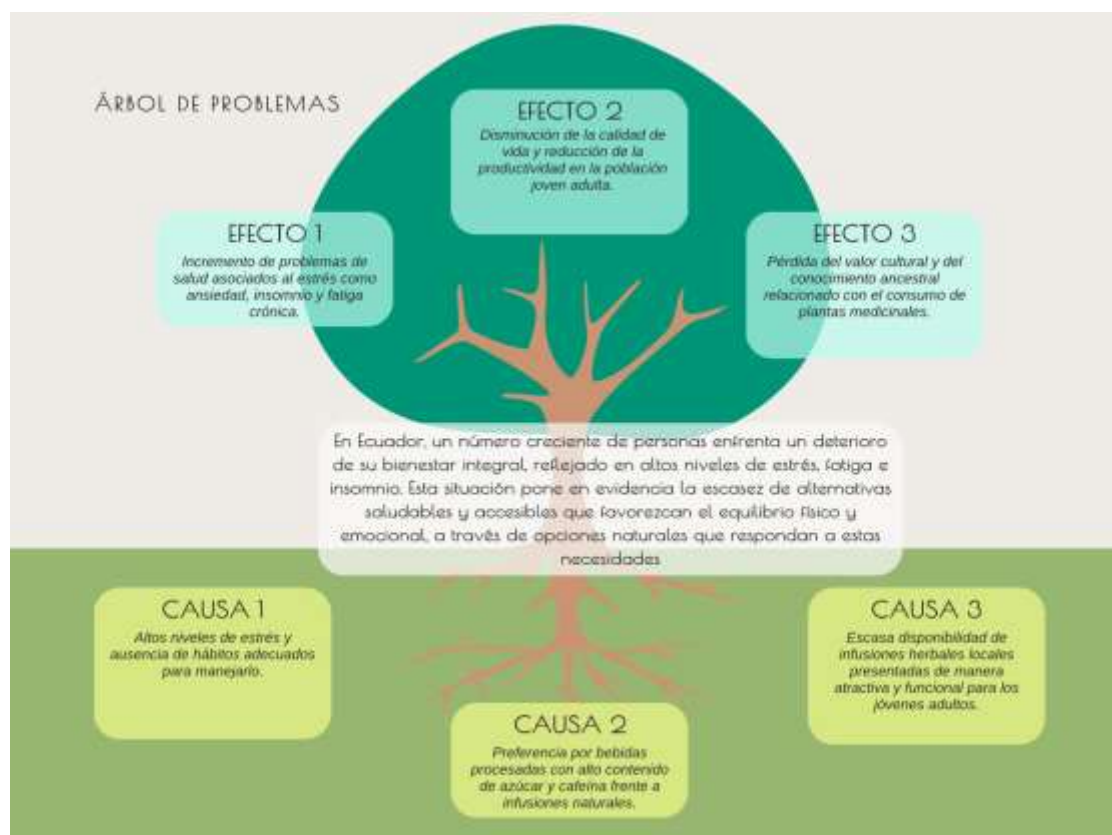 ÁRBOL DE PROBLEMAS
EFECTO 2
Disminución de la calidad de
vida y reducción de la
productividad en la población
joven adulta.
EFECTO 1
Incremento de problemas de
salud asociados al estrés como
ansiedad, insomnio y fatiga
crónica.
EFECTO 3
Pérdida del valor cultural y del
conocimiento ancestral
relacionado con el consumo de
plantas medicinales.
En Ecuador, un número creciente de personas enfrenta un deterioro
de su bienestar integral, reflejado en altos niveles de estrés, fatiga e
insomnio. Esta situación pone en evidencia la escasez de alternativas
saludables y accesibles que favorezcan el equilibrio físico y
emocional, a través de opciones naturales que respondan a estas
necesidades
CAUSA 1
Altos niveles de estrés y
ausencia de hábitos adecuados
para manejarlo.
CAUSA 3
Escasa disponibilidad de
infusiones herbales locales
presentadas de manera
atractiva y funcional para los
jóvenes adultos.
CAUSA 2
Preferencia por bebidas
procesadas con alto contenido
de azúcar y cafeína frente a
infusiones naturales.